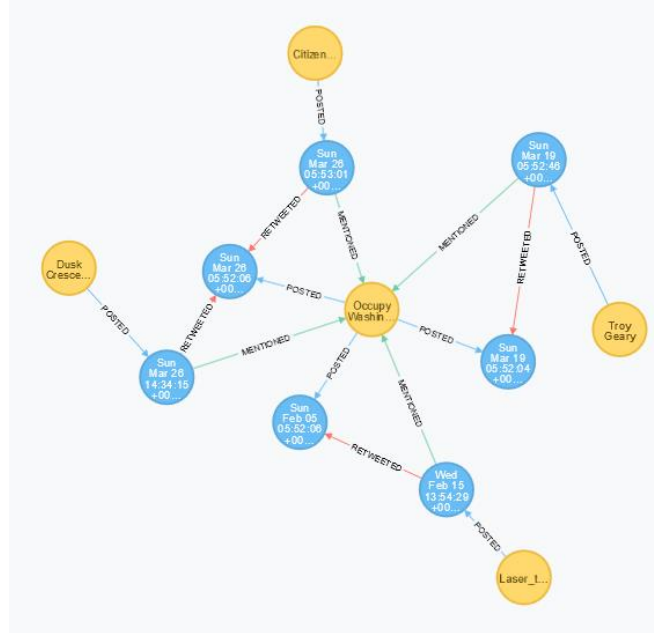 Citizen...
POSTED
Sun
Mar 26
05:53:01
+00...
Sun
Mar 19
05:52:46
+00...
RETWEETED
MENTIONED
MENTIONED
RETWEETED
POSTED
Dusk
Cresce...
Sun
Mar 26
05:52:06
+00...
POSTED
Occupy
Washin...
POSTED
RETWEETED
POSTED
Troy
Geary
Sun
Mar 26
14:34:15
+00...
MENTIONED
Sun
Mar 19
05:52:04
+00...
POSTED
MENTIONED
Sun
Feb 05
05:52:06
+00...
RETWEETED
Wed
Feb 15
13:54:29
+00...
POSTED
Laser_t...